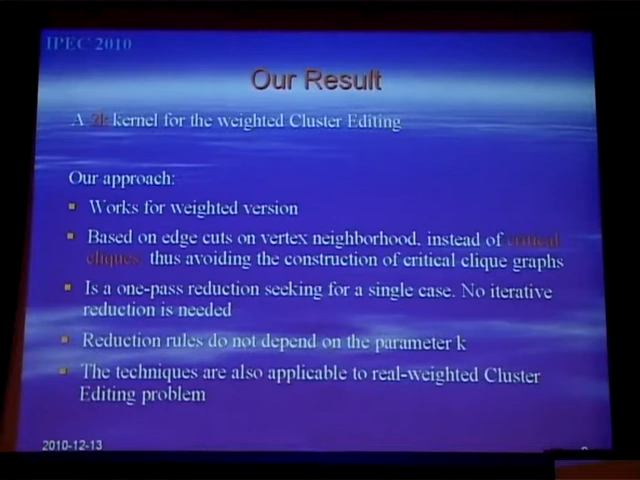 IPEC 2010
Our Result
A 2k kernel for the weighted Cluster Editing
Our approach:
Works for weighted version
Based on edge cuts on vertex neighborhood, instead of critical
cliques, thus avoiding the construction of critical clique graphs
Is a one-pass reduction seeking for a single case. No iterative
reduction is needed
Reduction rules do not depend on the parameter k
The techniques are also applicable to real-weighted Cluster
Editing problem
2010-12-13